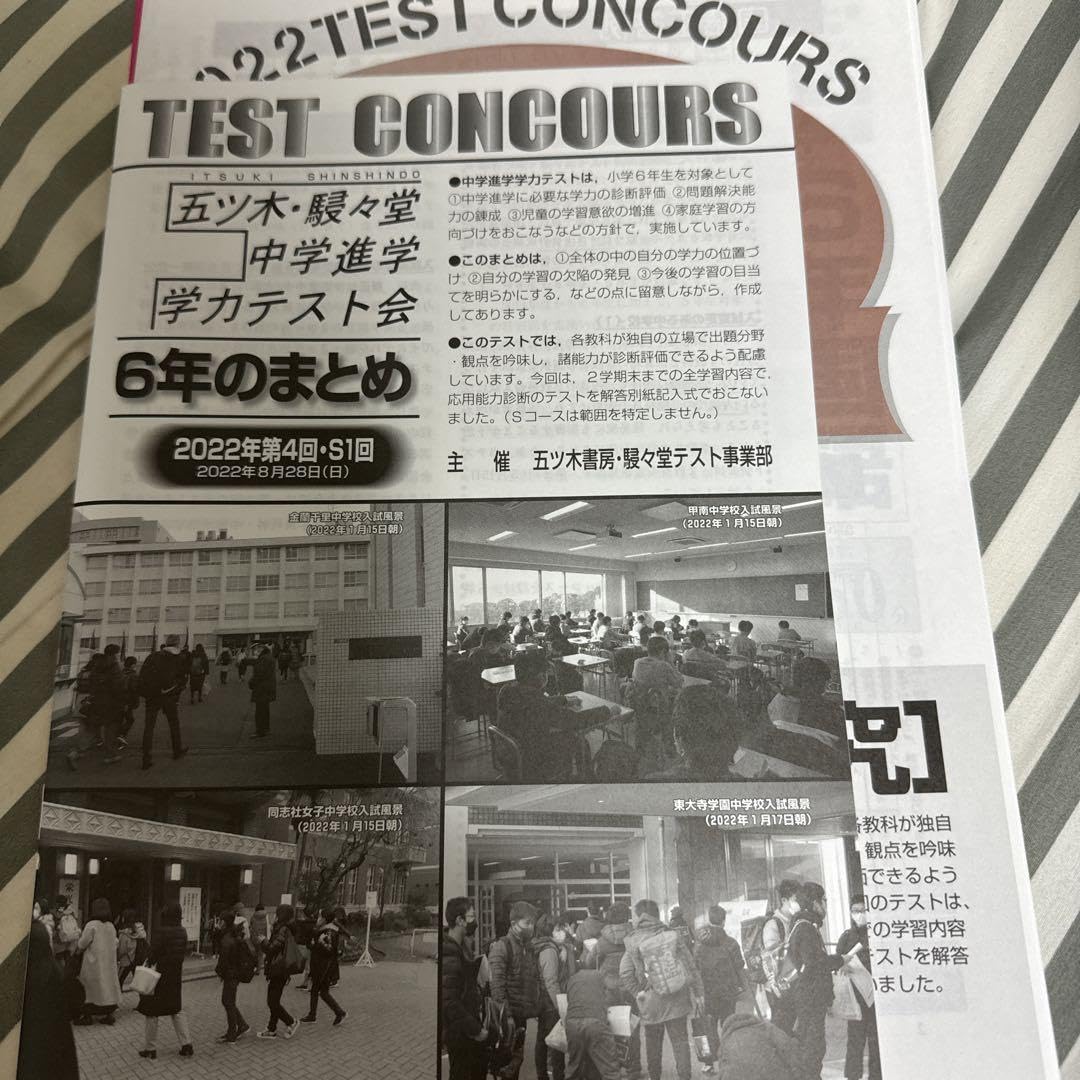 2022TEST CONCOURS
TEST CONCOURS
ITSUKI SHINSHINDO
五ツ木・駸々堂
中学進学
学力テスト会
6年のまとめ
2022年第4回・S1回
2022年8月28日(日)
●中学進学学力テストは，小学6年生を対象として
①中学進学に必要な学力の診断評価 ②問題解決能
力の錬成 ③児童の学習意欲の増進 ④家庭学習の方
向づけをおこなうなどの方針で，実施しています。
●このまとめは，①全体の中の自分の学力の位置づ
け ②自分の学習の欠陥の発見 ③今後の学習の目当
てを明らかにする，などの点に留意しながら，作成
してあります。
●このテストでは，各教科が独自の立場で出題分野
・観点を吟味し，諸能力が診断評価できるよう配慮
しています。今回は，2学期末までの全学習内容で，
応用能力診断のテストを解答別紙記入式でおこない
ました。(Sコースは範囲を特定しません。)
主 催 五ツ木書房・駸々堂テスト事業部
金蘭千里中学校入試風景
(2022年1月15日朝)
甲南中学校入試風景
(2022年1月15日朝)
同志社女子中学校入試風景
(2022年1月15日朝)
東大寺学園中学校入試風景
(2022年1月17日朝)
各教科が独自
観点を吟味
できるよう
のテストは，
の学習内容
テストを解答
いました。